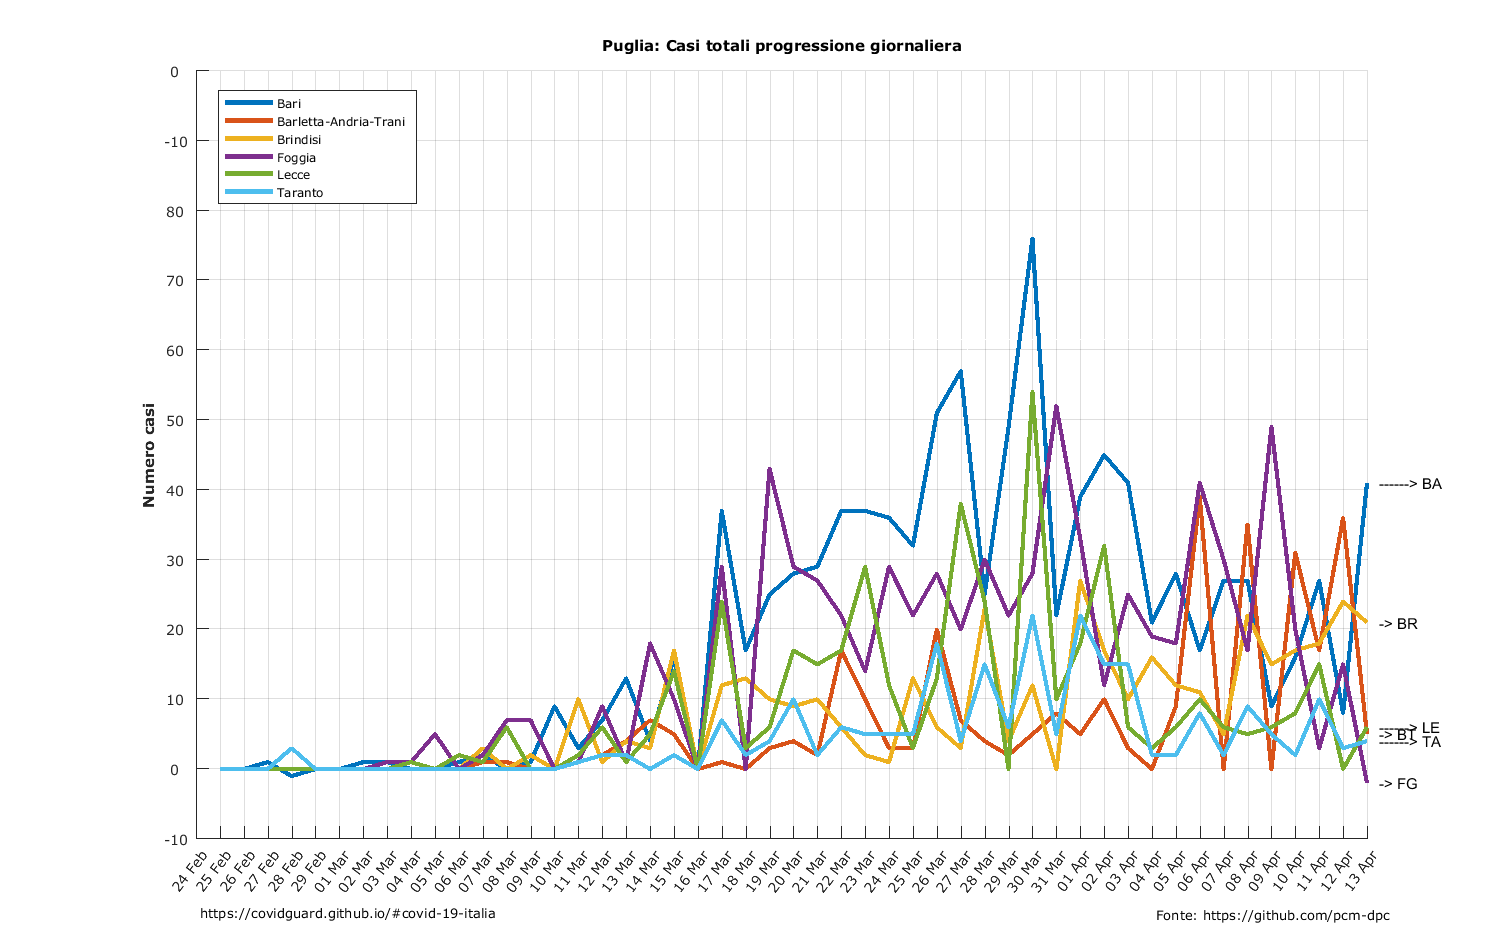 Puglia: Casi totali progressione giornaliera
0
-10
80
70
60
50
40
30
20
10
0
-10
Numero casi
Bari
Barletta-Andria-Trani
Brindisi
Foggia
Lecce
Taranto
------> BA
-> BR
-----> LE
-> BT
------> TA
-> FG
24 Feb
25 Feb
26 Feb
27 Feb
28 Feb
29 Feb
01 Mar
02 Mar
03 Mar
04 Mar
05 Mar
06 Mar
07 Mar
08 Mar
09 Mar
10 Mar
11 Mar
12 Mar
13 Mar
14 Mar
15 Mar
16 Mar
17 Mar
18 Mar
19 Mar
20 Mar
21 Mar
22 Mar
23 Mar
24 Mar
25 Mar
26 Mar
27 Mar
28 Mar
29 Mar
30 Mar
31 Mar
01 Apr
02 Apr
03 Apr
04 Apr
05 Apr
06 Apr
07 Apr
08 Apr
09 Apr
10 Apr
11 Apr
12 Apr
13 Apr
https://covidguard.github.io/#covid-19-italia
Fonte: https://github.com/pcm-dpc